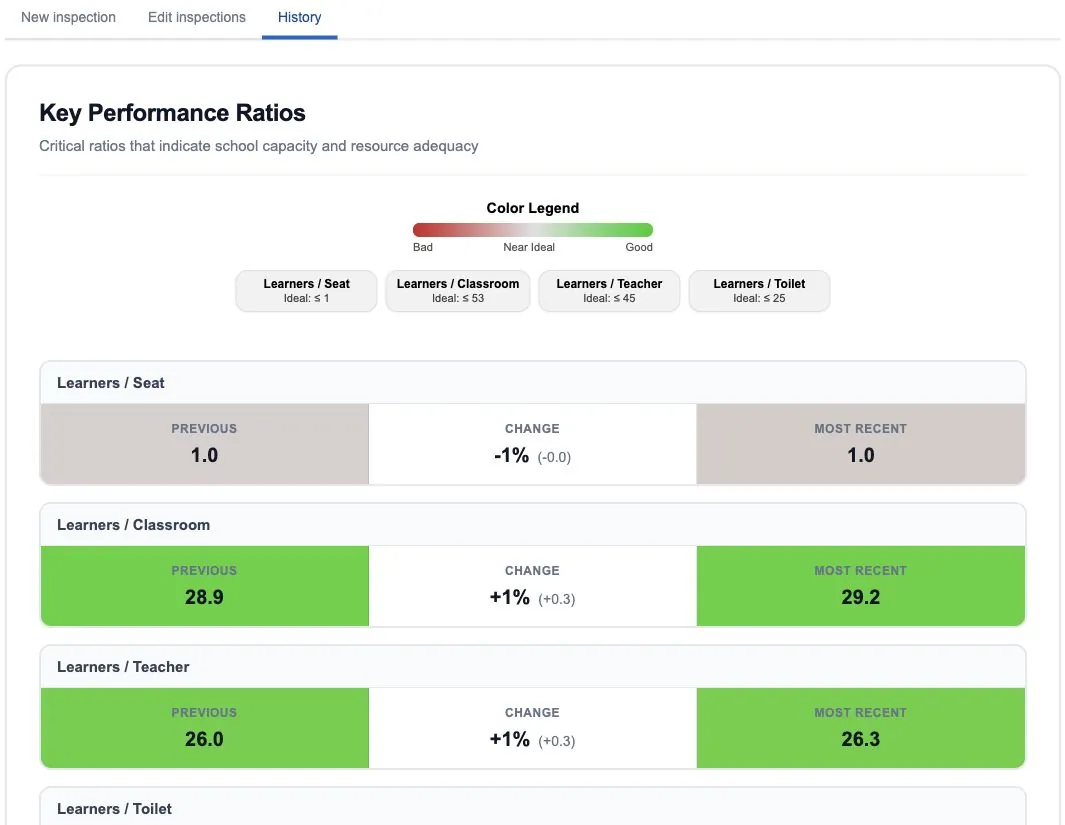 New inspection Edit inspections History
Key Performance Ratios
Critical ratios that indicate school capacity and resource adequacy
Color Legend
Bad Near Ideal Good
Learners / Seat
Ideal: ≤ 1
Learners / Classroom
Ideal: ≤ 53
Learners / Teacher
Ideal: ≤ 45
Learners / Toilet
Ideal: ≤ 25
Learners / Seat
PREVIOUS
1.0
CHANGE
-1% (-0.0)
MOST RECENT
1.0
Learners / Classroom
PREVIOUS
28.9
CHANGE
+1% (+0.3)
MOST RECENT
29.2
Learners / Teacher
PREVIOUS
26.0
CHANGE
+1% (+0.3)
MOST RECENT
26.3
Learners / Toilet